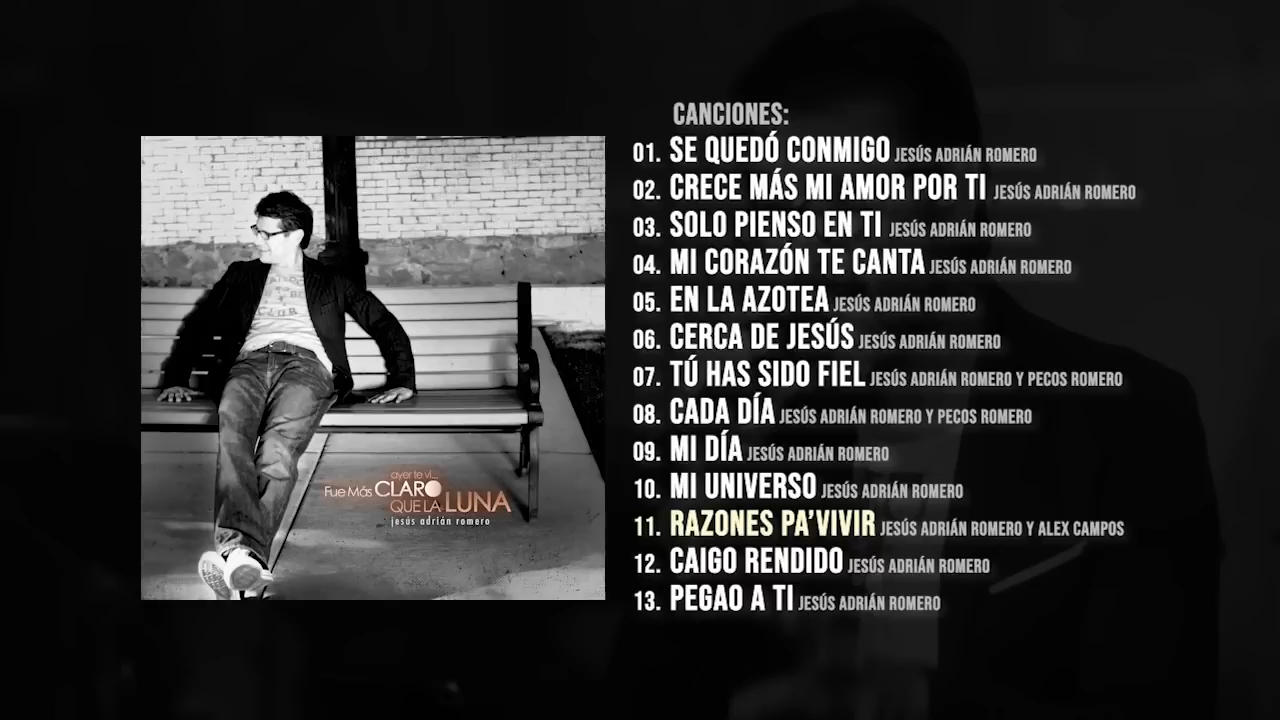 CANCIONES:
01. SE QUEDÓ CONMIGO JESÚS ADRIÁN ROMERO
02. CRECE MÁS MI AMOR POR TI JESÚS ADRIÁN ROMERO
03. SOLO PIENSO EN TI JESÚS ADRIÁN ROMERO
04. MI CORAZÓN TE CANTA JESÚS ADRIÁN ROMERO
05. EN LA AZOTEA JESÚS ADRIÁN ROMERO
06. CERCA DE JESÚS JESÚS ADRIÁN ROMERO
07. TÚ HAS SIDO FIEL JESÚS ADRIÁN ROMERO Y PECOS ROMERO
08. CADA DÍA JESÚS ADRIÁN ROMERO Y PECOS ROMERO
09. MI DÍA JESÚS ADRIÁN ROMERO
10. MI UNIVERSO JESÚS ADRIÁN ROMERO
11. RAZONES PA'VIVIR JESÚS ADRIÁN ROMERO Y ALEX CAMPOS
12. CAIGO RENDIDO JESÚS ADRIÁN ROMERO
13. PEGAO A TI JESÚS ADRIÁN ROMERO
ayer te vi...
Fue Más CLARO
QUE LA LUNA
jesús adrián romero